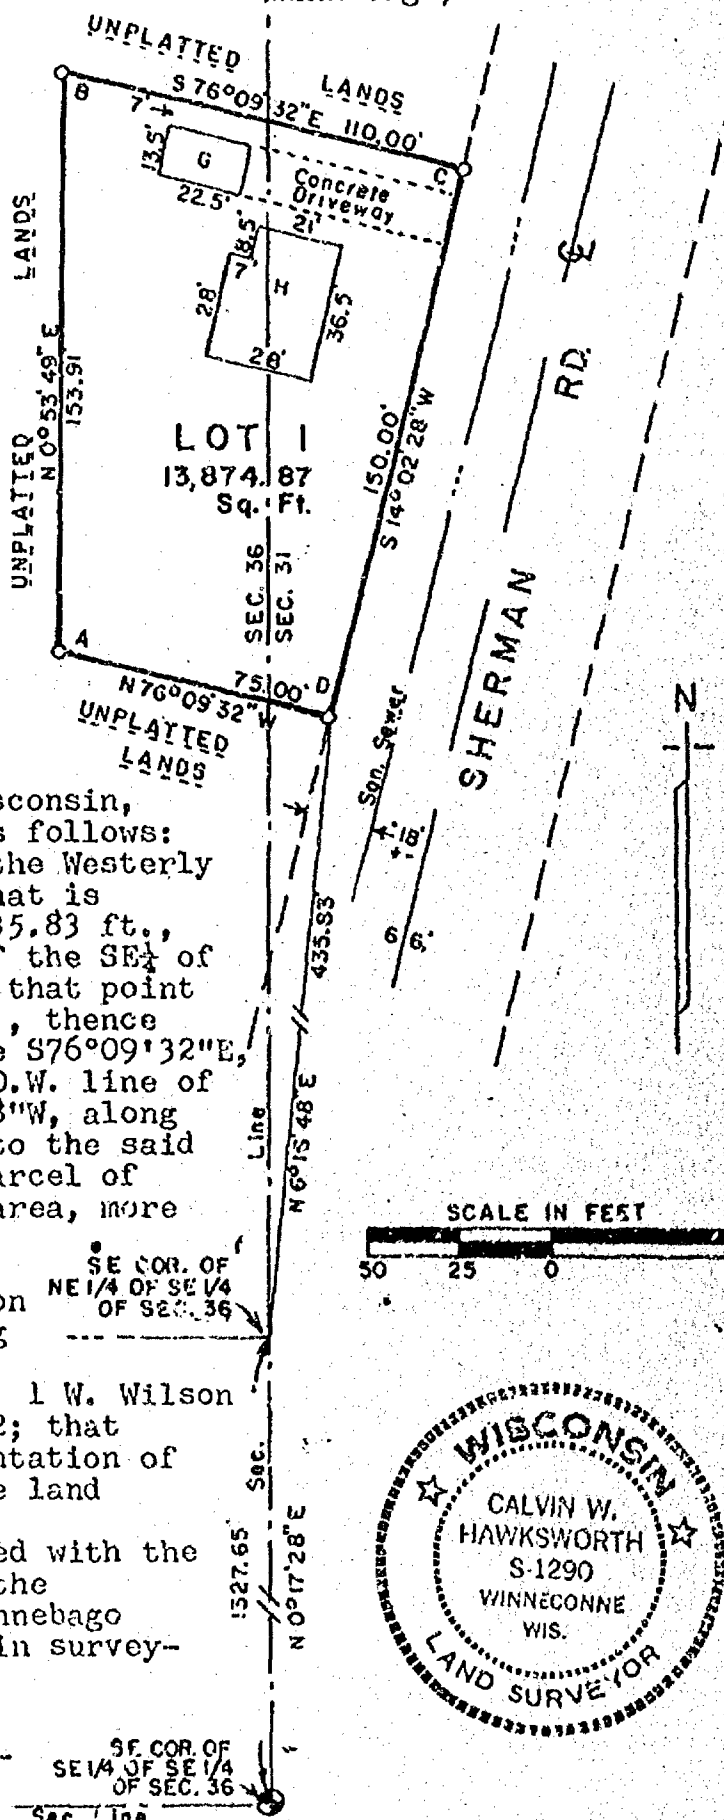 UNPLATTED
LANDS
S 76°09'32"E 110.00'
B
C
7'
13.5'
G
22.5'
Concrete
Driveway
21'
8.5'
7'
H
28'
36.5'
28'
LANDS
UNPLATTED
N 0°53'49" E
153.91
LOT 1
13,874.87
Sq. Ft.
SEC. 36
SEC. 31
150.00'
S 14°02'28"W
℄
SHERMAN RD.
A
75.00'
D
N 76°09'32"W
UNPLATTED
LANDS
San. Sewer
N
4'
18'
66'
isconsin,
s follows:
the Westerly
hat is
35.83 ft.,
f the SE¼ of
that point
, thence
e S76°09'32"E,
O.W. line of
8"W, along
to the said
arcel of
area, more
435.83'
N 6°15'48"E
Line
SCALE IN FEET
50 25 0
SE COR. OF
NE 1/4 OF SE 1/4
OF SEC. 36
on
g
1 W. Wilson
2; that
ntation of
e land
ed with the
the
nnebago
in survey-
Sec.
1327.65'
N 0°17'28"E
WISCONSIN
CALVIN W.
HAWKSWORTH
S-1290
WINNECONNE
WIS.
LAND SURVEYOR
SE COR. OF
SE 1/4 OF SE 1/4
OF SEC. 36
Sec. Line